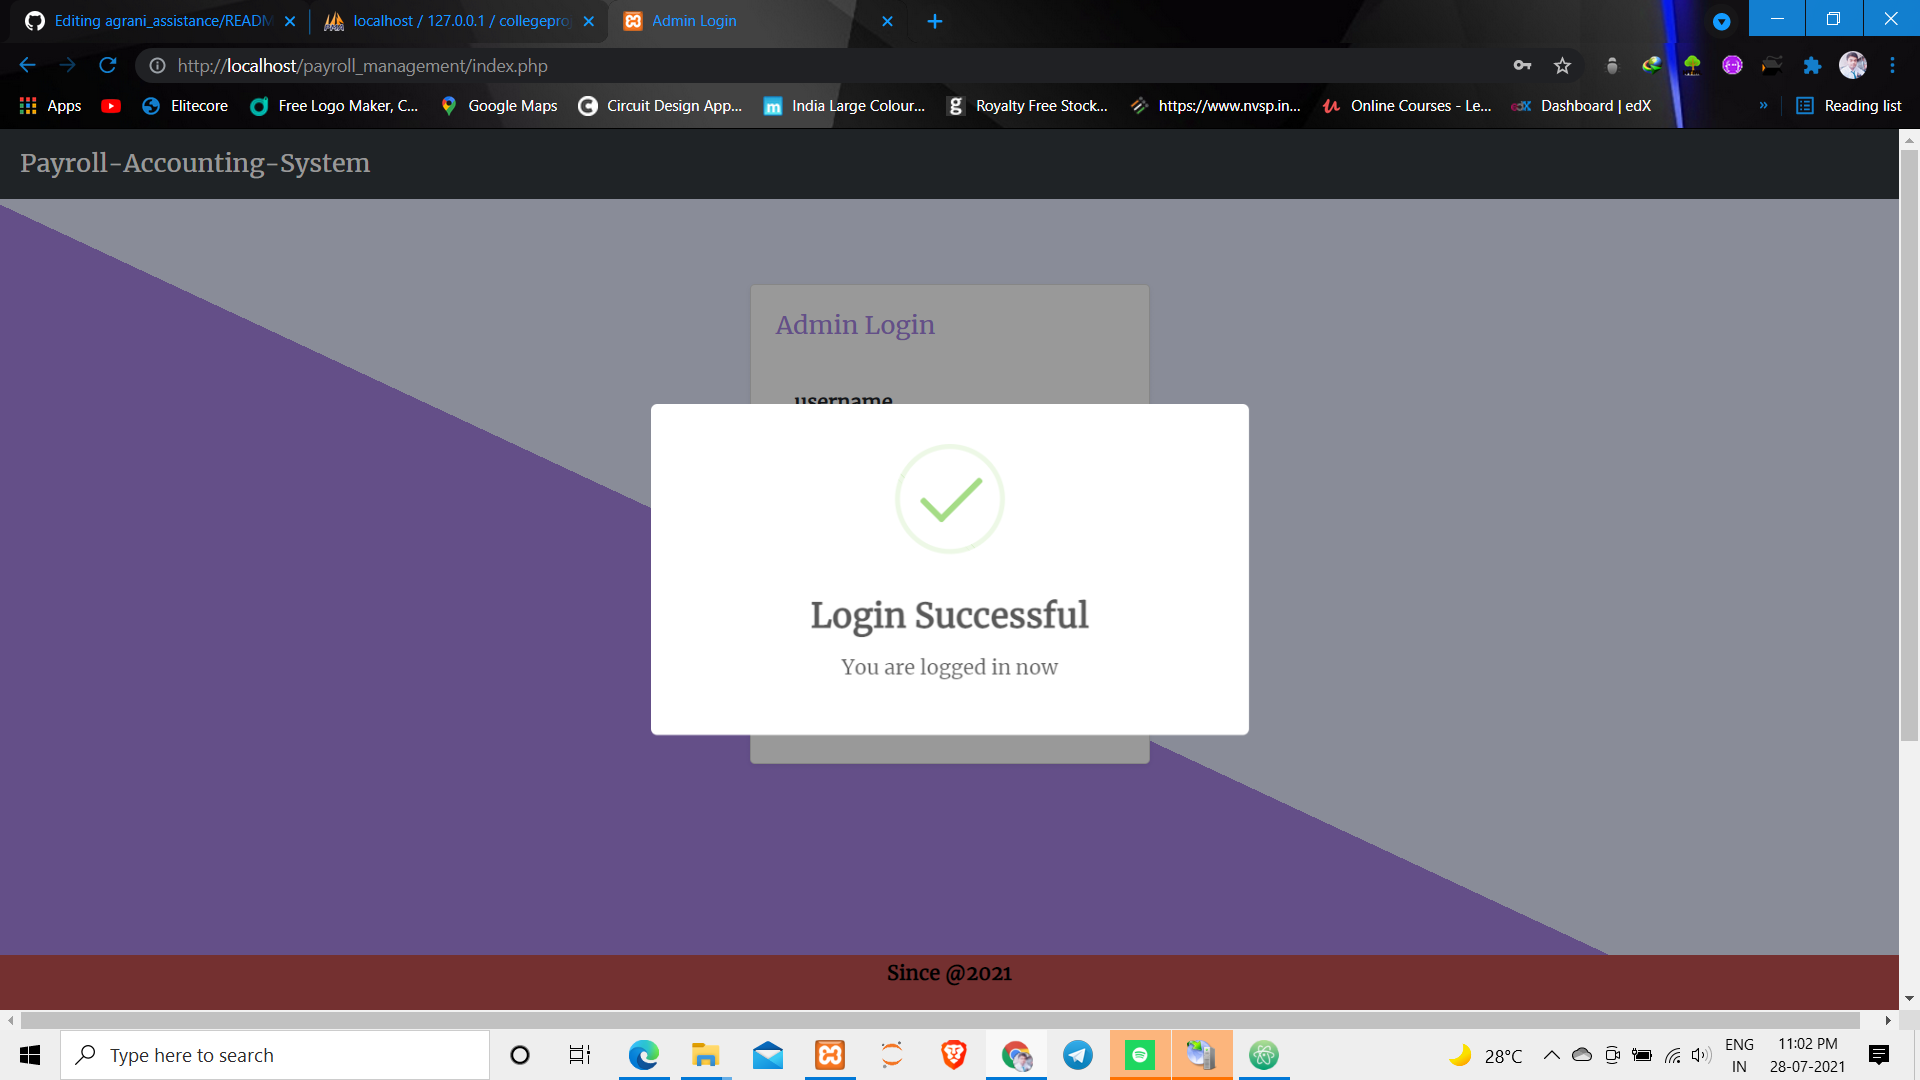 Editing agrani_assistance/READM
localhost / 127.0.0.1 / collegepro
Admin Login
http://localhost/payroll_management/index.php
Apps
Elitecore
Free Logo Maker, C...
Google Maps
Circuit Design App...
India Large Colour...
Royalty Free Stock...
https://www.nvsp.in...
Online Courses - Le...
Dashboard | edX
»
Reading list
Payroll-Accounting-System
Admin Login
username
Login Successful
You are logged in now
Since @2021
Type here to search
28°C
ENG
IN
11:02 PM
28-07-2021